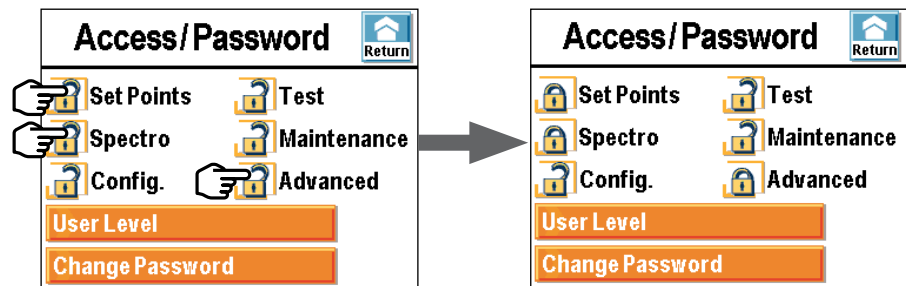 Access/Password
Return
Set Points
Test
Spectro
Maintenance
Config.
Advanced
User Level
Change Password
Access/Password
Return
Set Points
Test
Spectro
Maintenance
Config.
Advanced
User Level
Change Password